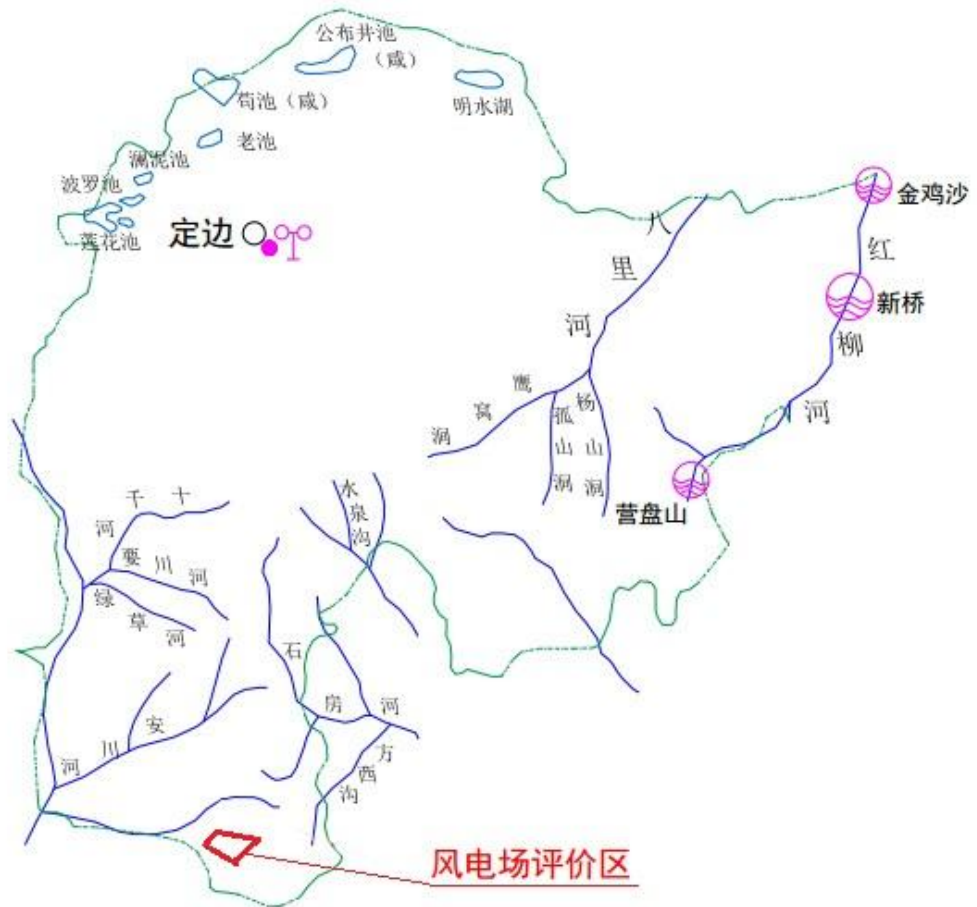 公布井池
（咸）
苟池（咸）
明水湖
老池
澜泥池
波罗池
莲花池
定边
金鸡沙
红柳河
新桥
八里河
鹰窝涧
孤山涧
杨山涧
营盘山
水泉沟
十千河
要川河
绿草河
石房河
安川河
西方沟
风电场评价区